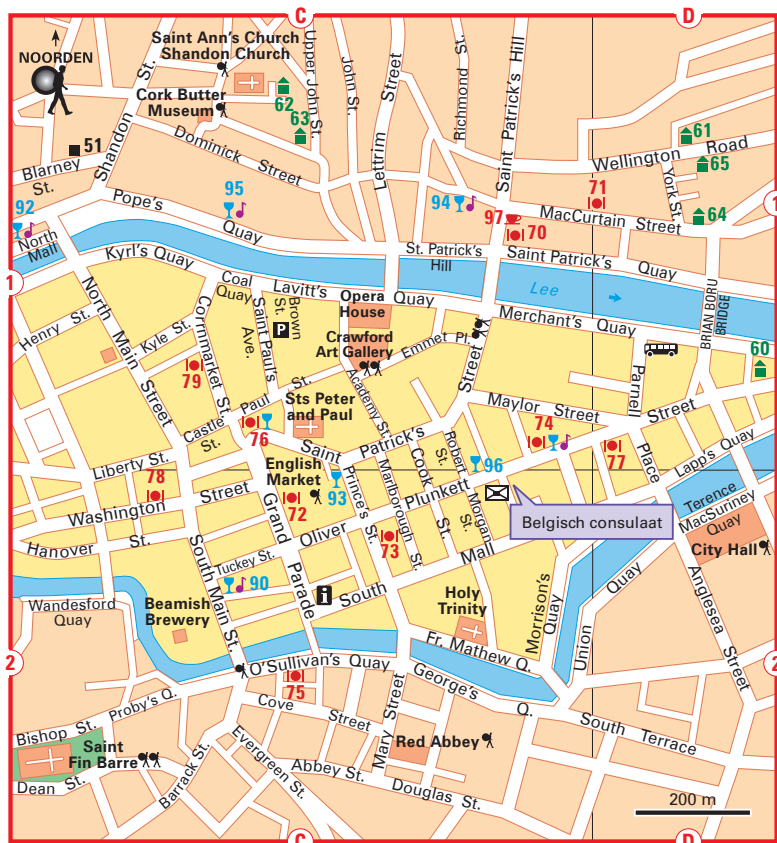 C
D
NOORDEN
Saint Ann's Church
Shandon Church
Cork Butter
Museum
Shandon St.
Upper John St.
John St.
Lettrim Street
Richmond St.
Saint Patrick's Hill
62
63
51
Blarney
St.
Dominick Street
61
Wellington Road
65
York St.
64
71
MacCurtain Street
1
95
94
97
70
92
North
Mall
Pope's Quay
St. Patrick's
Hill
Saint Patrick's Quay
Lee
1
Kyrl's Quay
Coal
Quay
Lavitt's Quay
Merchant's Quay
BRIAN BORU
BRIDGE
Henry St.
North Main Street
Kyle St.
Cornmarket St.
Saint Paul's
Ave.
Brown
St.
P
Opera
House
Crawford
Art Gallery
Emmet Pl.
Street
Parnell
Place
60
79
Castle
St.
Paul St.
76
Sts Peter
and Paul
Academy St.
Maylor Street
74
77
Street
Lapp's Quay
Liberty St.
78
Saint Patrick's
English
Market
72
93
Prince's St.
Marlborough St.
Cook St.
Robert
St.
96
Morgan
St.
Belgisch consulaat
Terence
MacSuriney
Quay
City Hall
Washington Street
Hanover St.
Grand Parade
Oliver Plunkett
73
Tuckey St.
90
South Main St.
i
South Mall
Wandesford
Quay
Beamish
Brewery
Holy
Trinity
Morrison's
Quay
Union Quay
Anglesea Street
2
2
O'Sullivan's Quay
Fr. Mathew Q.
75
George's Q.
Proby's Q.
Cove Street
Mary Street
Red Abbey
South Terrace
Bishop St.
Saint
Fin Barre
Dean St.
Barrack St.
Evergreen St.
Abbey St.
Douglas St.
200 m
C
D